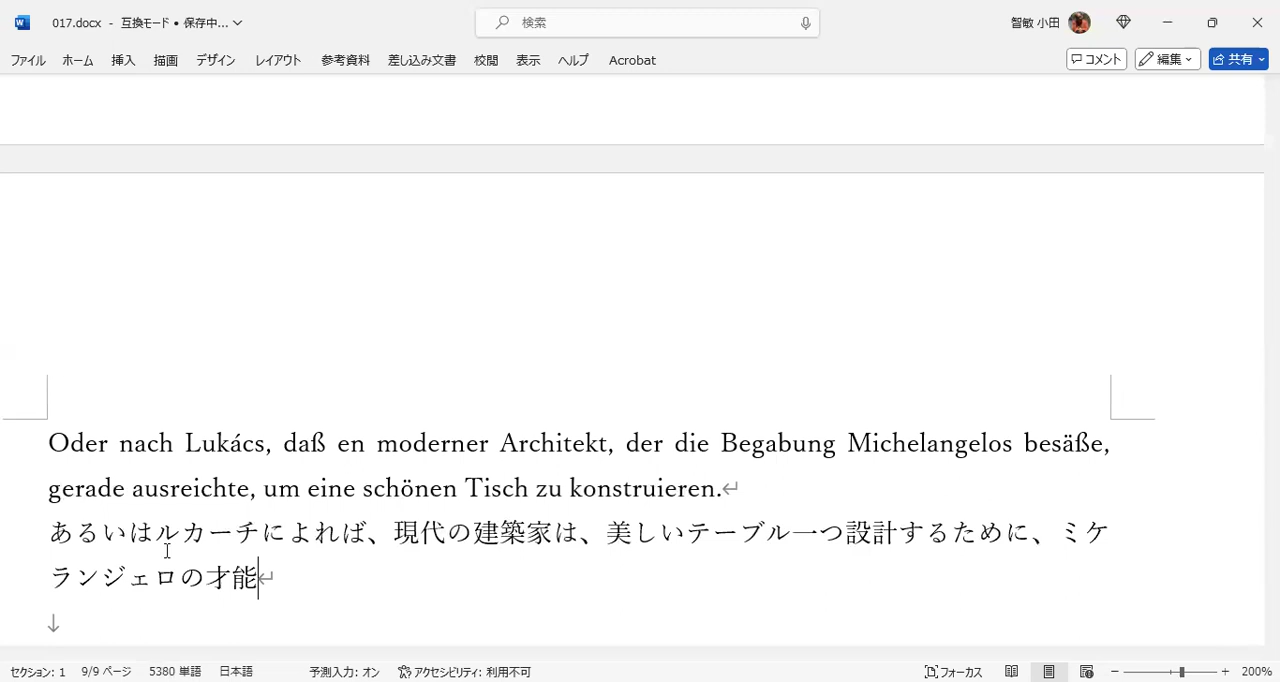 017.docx - 互換モード • 保存中...
検索
智敏 小田
ファイル ホーム 挿入 描画 デザイン レイアウト 参考資料 差し込み文書 校閲 表示 ヘルプ Acrobat
コメント 編集 共有
Oder nach Lukács, daß en moderner Architekt, der die Begabung Michelangelos besäße,
gerade ausreichte, um eine schönen Tisch zu konstruieren.↵
あるいはルカーチによれば、現代の建築家は、美しいテーブル一つ設計するために、ミケ
ランジェロの才能↵
↓
セクション: 1 9/9 ページ 5380 単語 日本語 予測入力: オン アクセシビリティ: 利用不可 フォーカス 200%